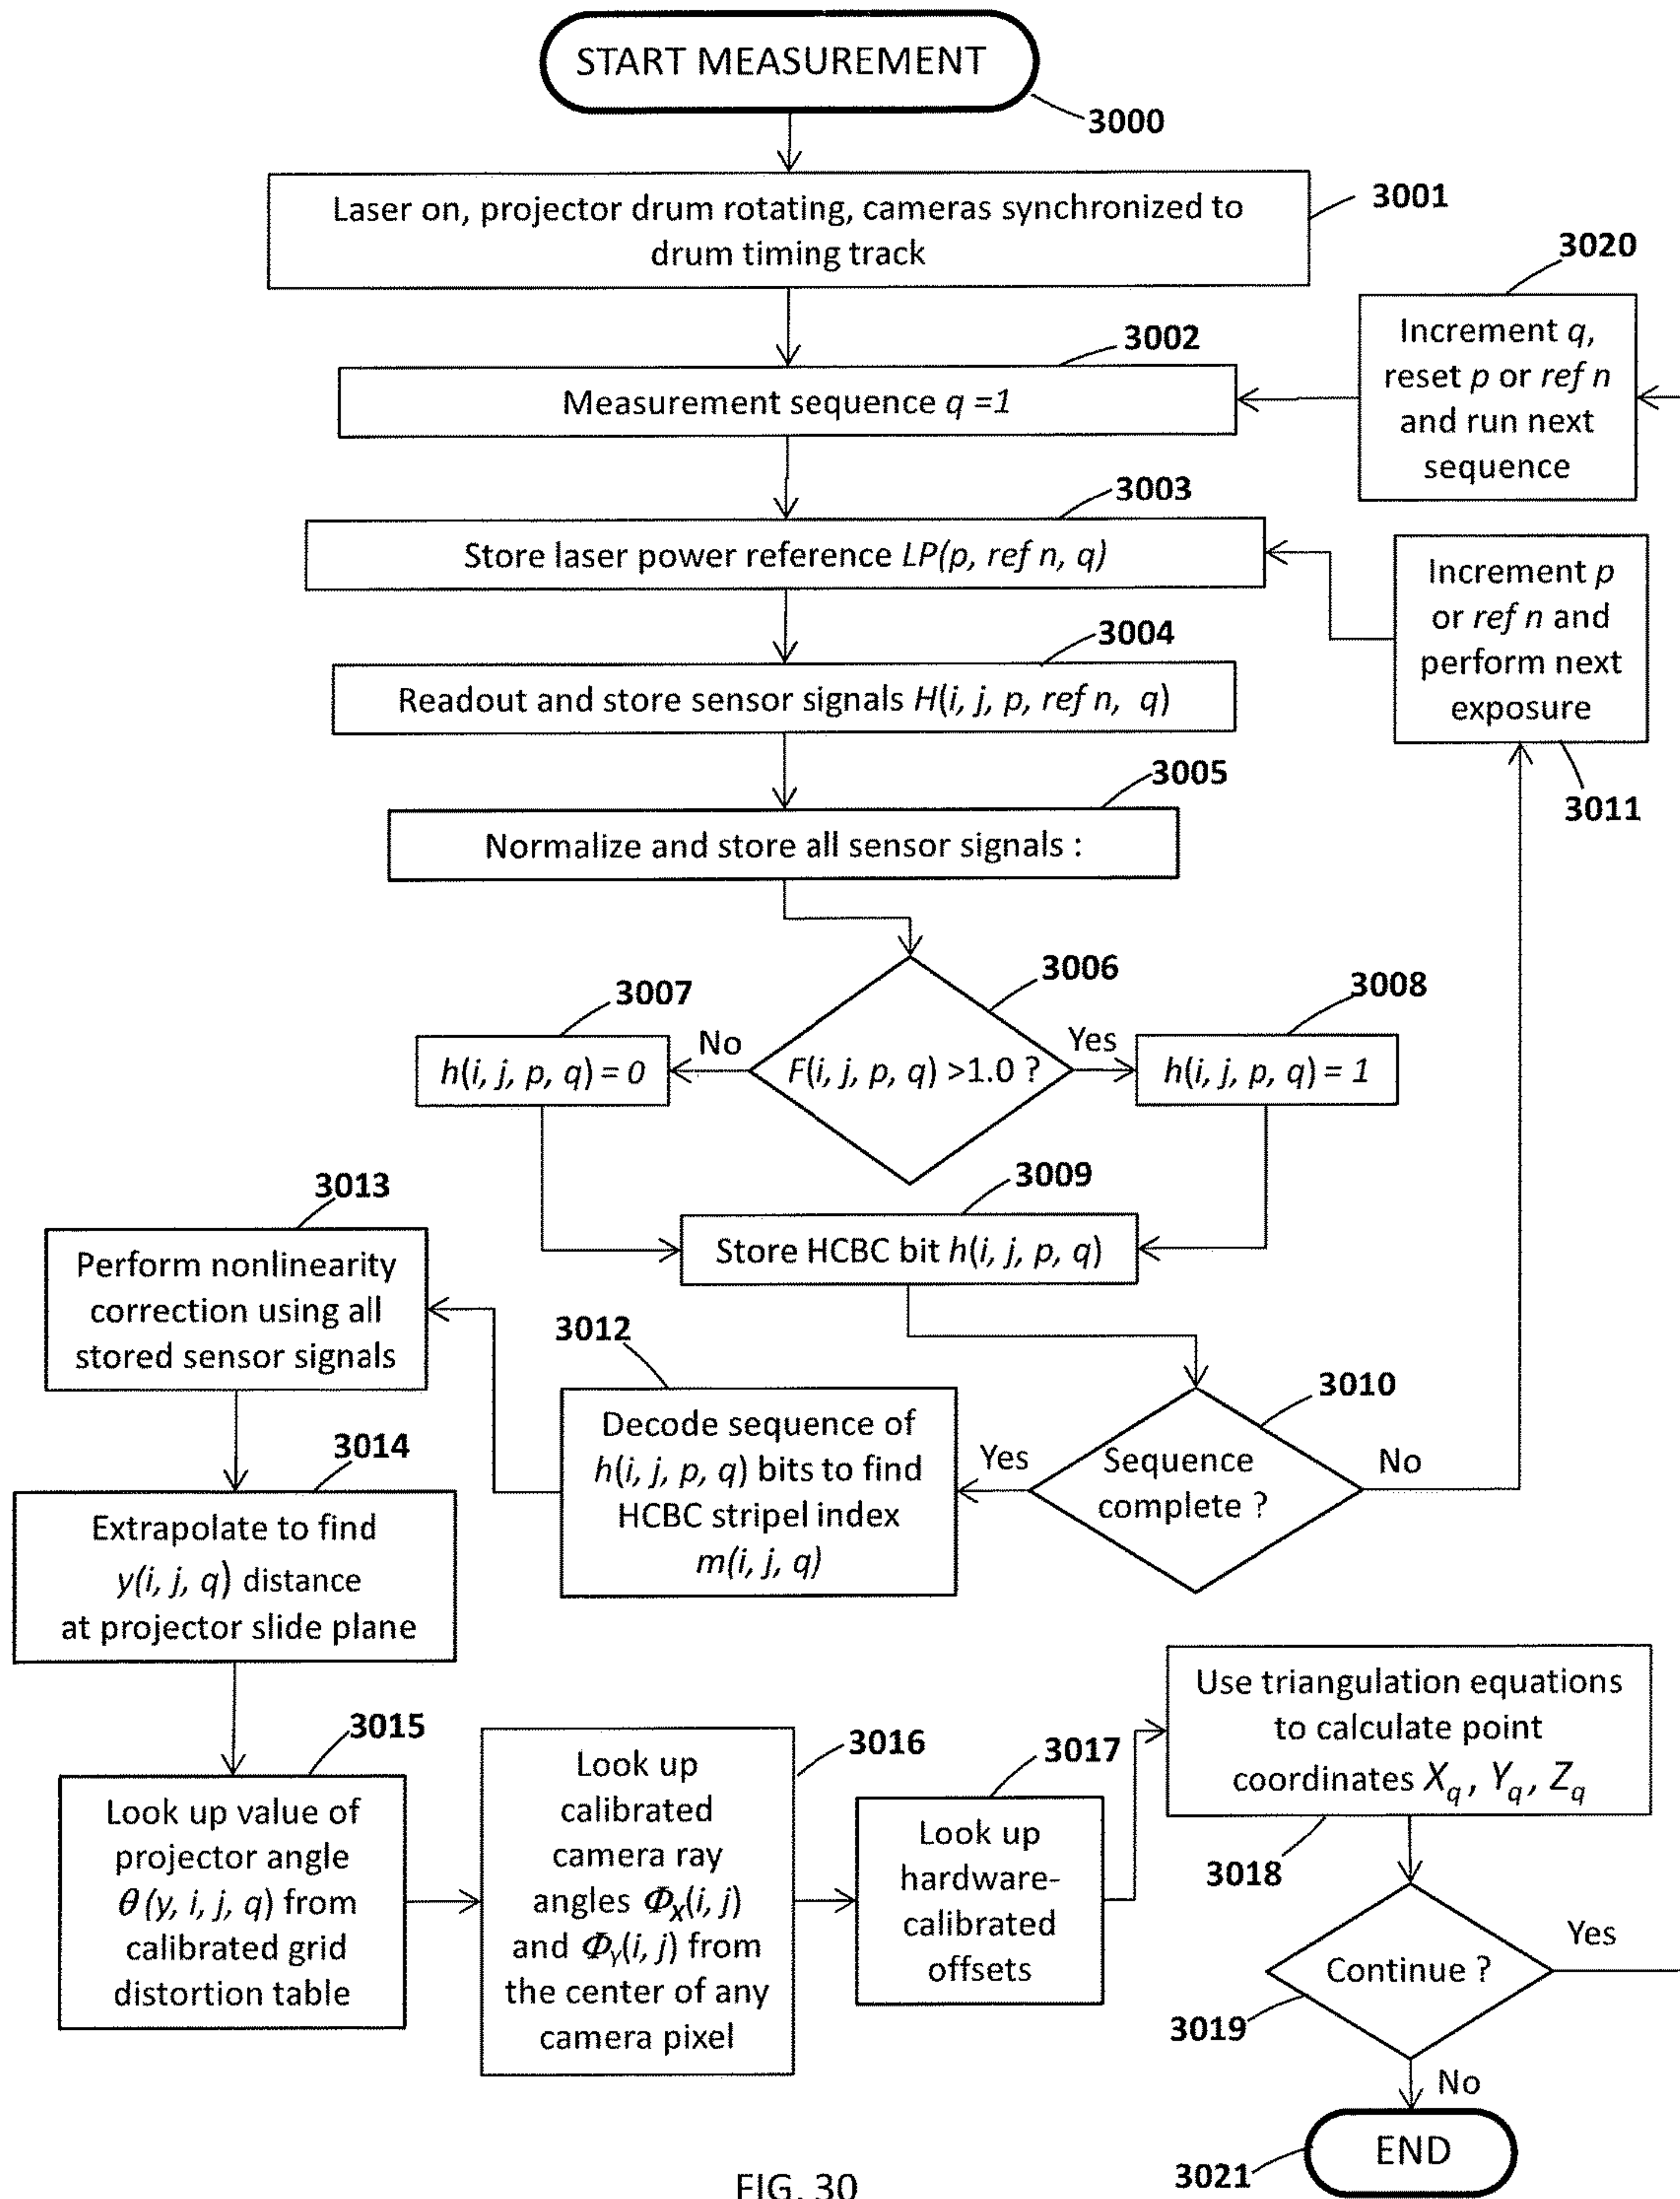 START MEASUREMENT
3000
Laser on, projector drum rotating, cameras synchronized to
drum timing track
3001
3020
Increment q,
reset p or ref n
and run next
sequence
3002
Measurement sequence q =1
3003
Store laser power reference LP(p, ref n, q)
Increment p
or ref n and
perform next
exposure
3011
3004
Readout and store sensor signals H(i, j, p, ref n, q)
3005
Normalize and store all sensor signals :
3006
F(i, j, p, q) >1.0 ?
No
Yes
3007
h(i, j, p, q) = 0
3008
h(i, j, p, q) = 1
3009
Store HCBC bit h(i, j, p, q)
3010
Sequence
complete ?
Yes
No
3012
Decode sequence of
h(i, j, p, q) bits to find
HCBC stripel index
m(i, j, q)
3013
Perform nonlinearity
correction using all
stored sensor signals
3014
Extrapolate to find
y(i, j, q) distance
at projector slide plane
3015
Look up value of
projector angle
θ (y, i, j, q) from
calibrated grid
distortion table
3016
Look up
calibrated
camera ray
angles ΦX(i, j)
and ΦY(i, j) from
the center of any
camera pixel
3017
Look up
hardware-
calibrated
offsets
Use triangulation equations
to calculate point
coordinates Xq , Yq , Zq
3018
Continue ?
Yes
3019
No
END
3021
FIG. 30